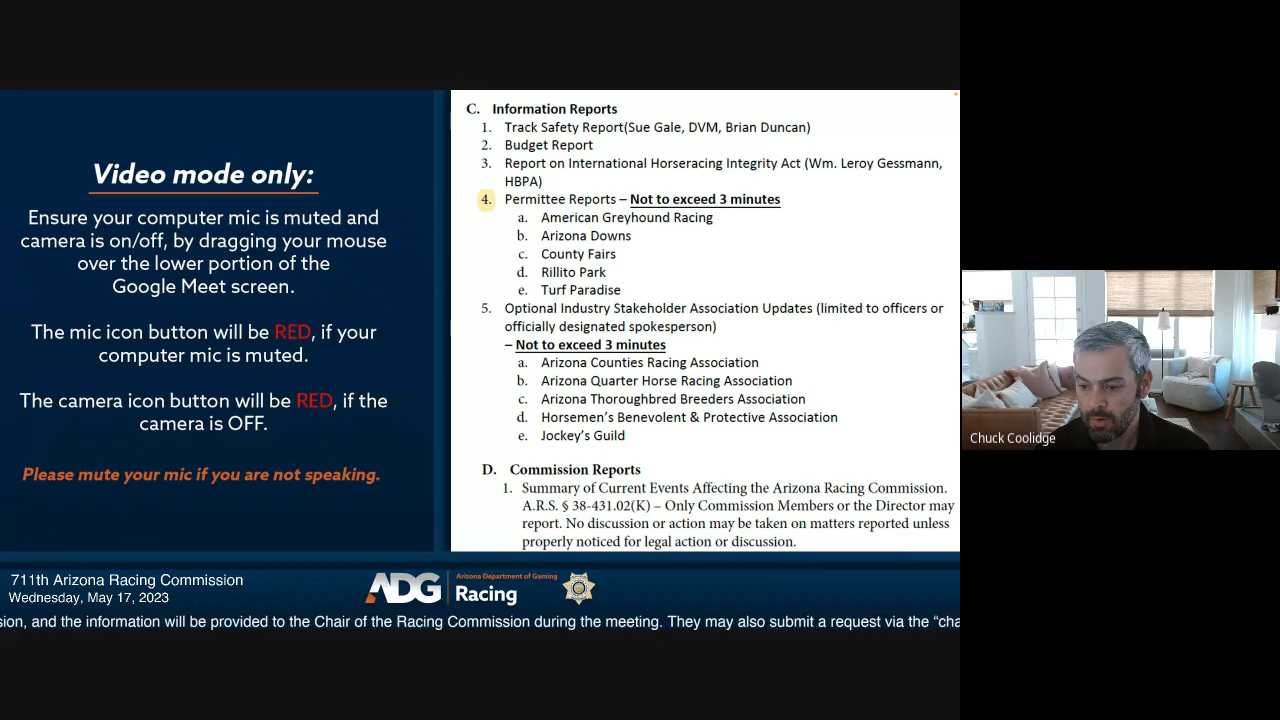 Video mode only:
Ensure your computer mic is muted and
camera is on/off, by dragging your mouse
over the lower portion of the
Google Meet screen.
The mic icon button will be RED, if your
computer mic is muted.
The camera icon button will be RED, if the
camera is OFF.
Please mute your mic if you are not speaking.
C. Information Reports
1. Track Safety Report(Sue Gale, DVM, Brian Duncan)
2. Budget Report
3. Report on International Horseracing Integrity Act (Wm. Leroy Gessmann,
HBPA)
4. Permittee Reports – Not to exceed 3 minutes
a. American Greyhound Racing
b. Arizona Downs
c. County Fairs
d. Rillito Park
e. Turf Paradise
5. Optional Industry Stakeholder Association Updates (limited to officers or
officially designated spokesperson)
– Not to exceed 3 minutes
a. Arizona Counties Racing Association
b. Arizona Quarter Horse Racing Association
c. Arizona Thoroughbred Breeders Association
d. Horsemen's Benevolent & Protective Association
e. Jockey's Guild
D. Commission Reports
1. Summary of Current Events Affecting the Arizona Racing Commission.
A.R.S. § 38-431.02(K) – Only Commission Members or the Director may
report. No discussion or action may be taken on matters reported unless
properly noticed for legal action or discussion.
Chuck Coolidge
711th Arizona Racing Commission
Wednesday, May 17, 2023
ADG
Arizona Department of Gaming
Racing
sion, and the information will be provided to the Chair of the Racing Commission during the meeting. They may also submit a request via the “cha